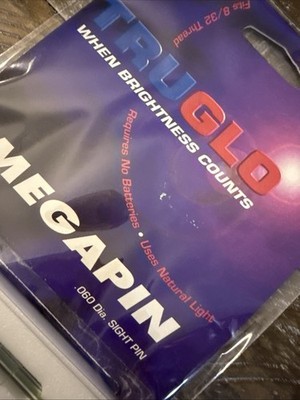 Fits 8/32 Thread
TRUGLO
WHEN BRIGHTNESS COUNTS
Requires No Batteries • Uses Natural Light
MEGAPIN
.060 Dia. SIGHT PIN